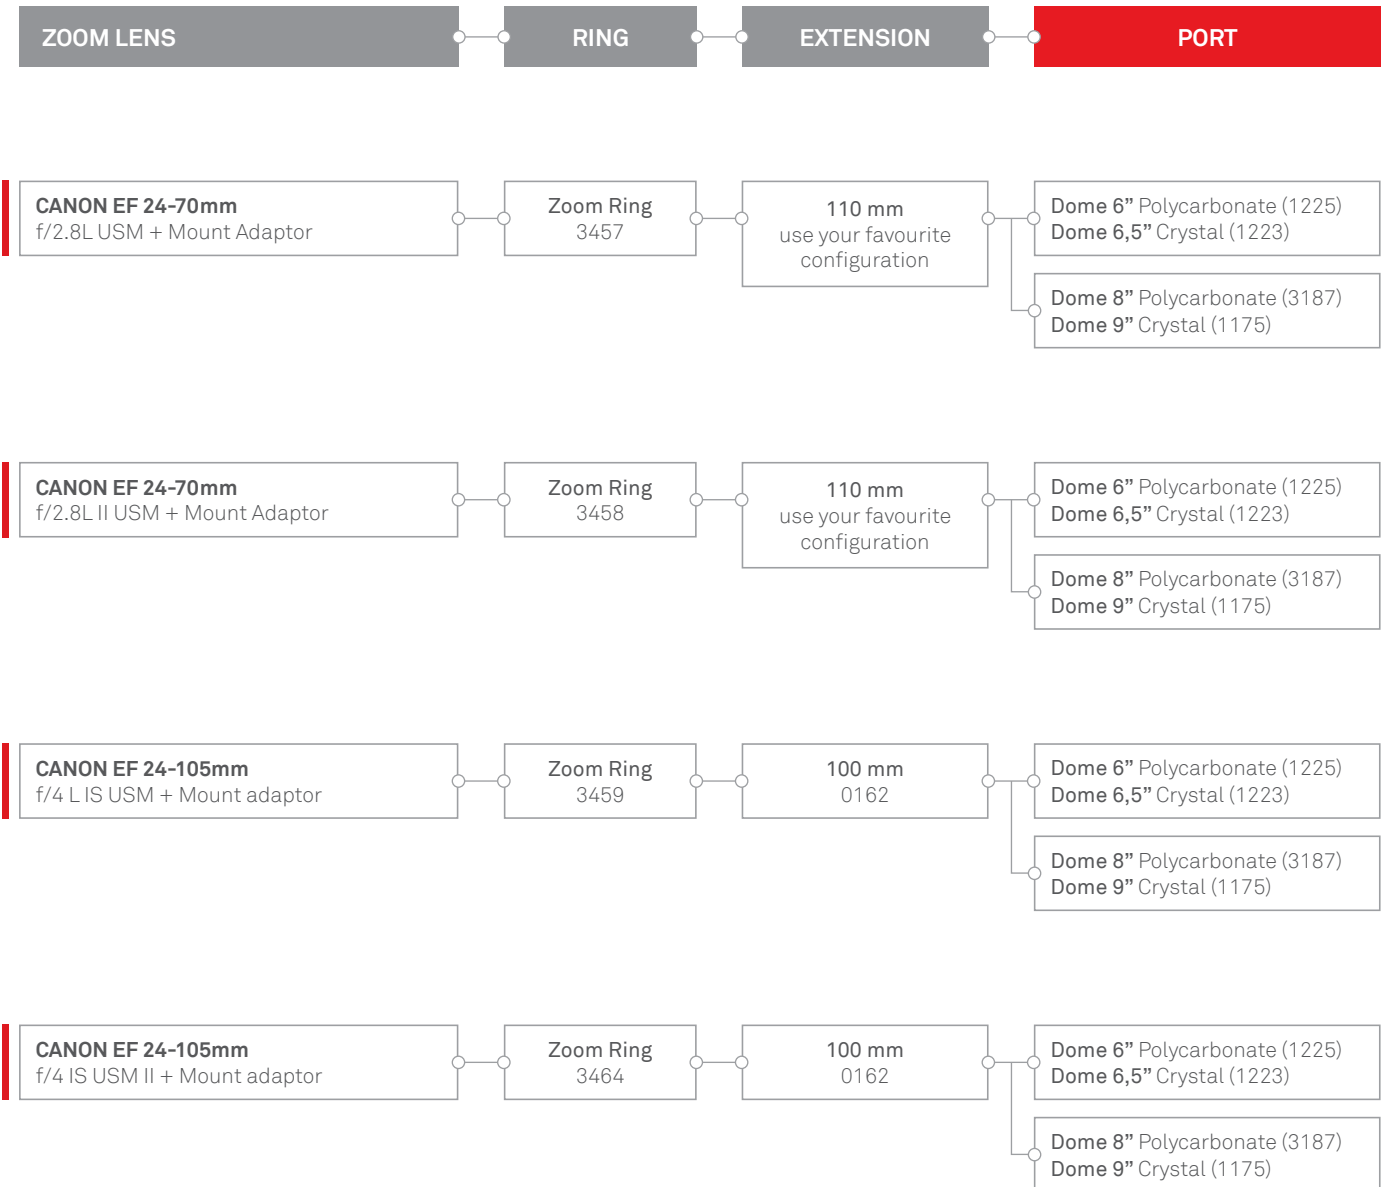 ZOOM LENS
RING
EXTENSION
PORT
CANON EF 24-70mm
f/2.8L USM + Mount Adaptor
Zoom Ring
3457
110 mm
use your favourite
configuration
Dome 6” Polycarbonate (1225)
Dome 6,5” Crystal (1223)
Dome 8” Polycarbonate (3187)
Dome 9” Crystal (1175)
CANON EF 24-70mm
f/2.8L II USM + Mount Adaptor
Zoom Ring
3458
110 mm
use your favourite
configuration
Dome 6” Polycarbonate (1225)
Dome 6,5” Crystal (1223)
Dome 8” Polycarbonate (3187)
Dome 9” Crystal (1175)
CANON EF 24-105mm
f/4 L IS USM + Mount adaptor
Zoom Ring
3459
100 mm
0162
Dome 6” Polycarbonate (1225)
Dome 6,5” Crystal (1223)
Dome 8” Polycarbonate (3187)
Dome 9” Crystal (1175)
CANON EF 24-105mm
f/4 IS USM II + Mount adaptor
Zoom Ring
3464
100 mm
0162
Dome 6” Polycarbonate (1225)
Dome 6,5” Crystal (1223)
Dome 8” Polycarbonate (3187)
Dome 9” Crystal (1175)